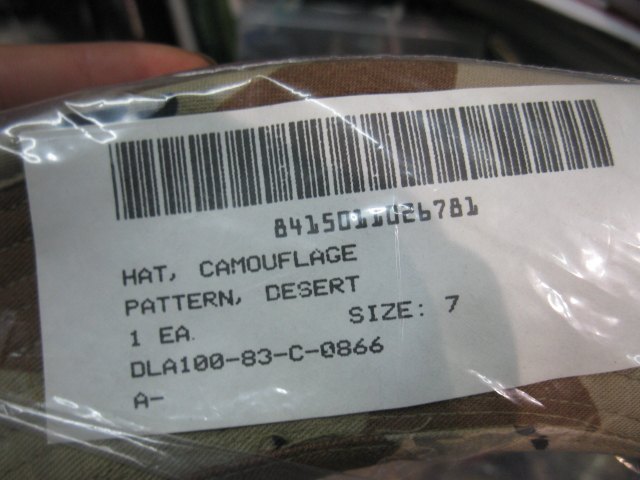 8415011026781
HAT, CAMOUFLAGE
PATTERN, DESERT
1 EA. SIZE: 7
DLA100-83-C-0866
A-